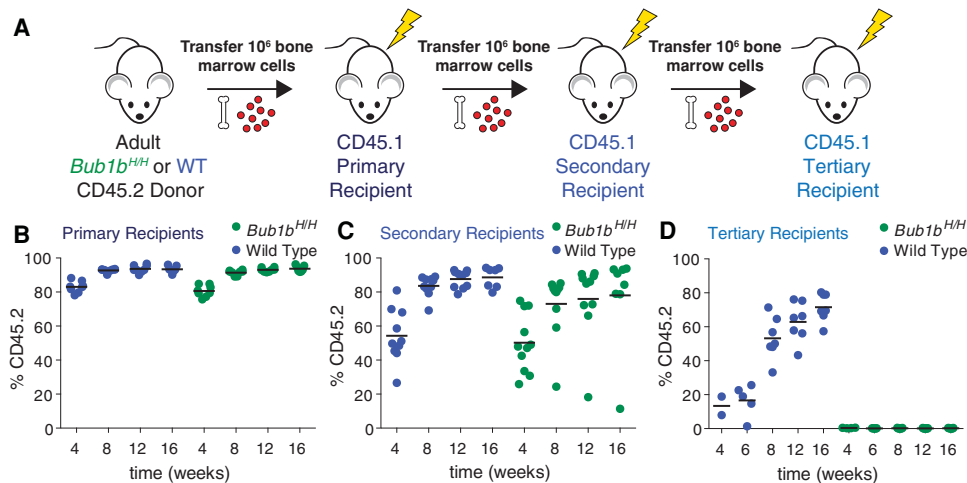 A
Transfer 10⁶ bone
marrow cells
Transfer 10⁶ bone
marrow cells
Transfer 10⁶ bone
marrow cells
Adult
Bub1bᴴ/ᴴ or WT
CD45.2 Donor
CD45.1
Primary
Recipient
CD45.1
Secondary
Recipient
CD45.1
Tertiary
Recipient
B
Primary Recipients
Bub1bᴴ/ᴴ
Wild Type
% CD45.2
100
80
60
40
20
0
4 8 12 16 4 8 12 16
time (weeks)
C
Secondary Recipients
Bub1bᴴ/ᴴ
Wild Type
% CD45.2
100
80
60
40
20
0
4 8 12 16 4 8 12 16
time (weeks)
D
Tertiary Recipients
Bub1bᴴ/ᴴ
Wild Type
% CD45.2
100
80
60
40
20
0
4 6 8 12 16 4 6 8 12 16
time (weeks)